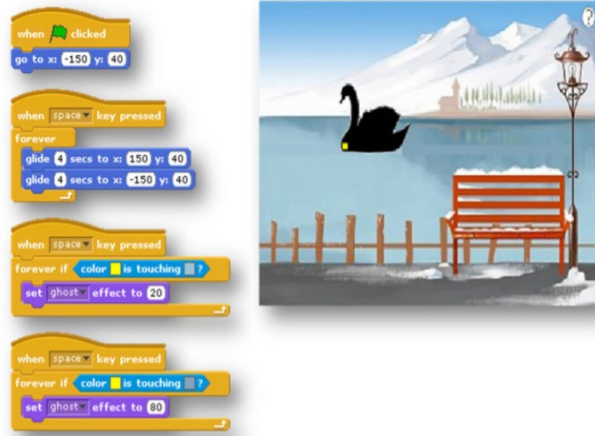 when clicked
go to x: -150 y: 40
when space key pressed
forever
glide 4 secs to x: 150 y: 40
glide 4 secs to x: -150 y: 40
when space key pressed
forever if color is touching ?
set ghost effect to 20
when space key pressed
forever if color is touching ?
set ghost effect to 80
?